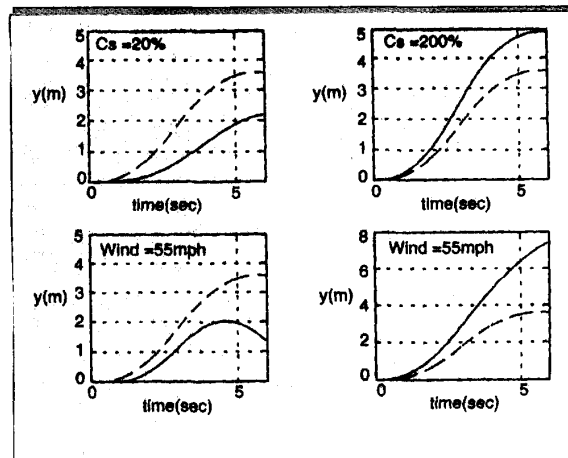 Cs =20%
y(m)
5
4
3
2
1
0
0 5
time(sec)
Cs =200%
y(m)
5
4
3
2
1
0
0 5
time(sec)
Wind =55mph
y(m)
5
4
3
2
1
0
0 5
time(sec)
Wind =55mph
y(m)
8
6
4
2
0
0 5
time(sec)